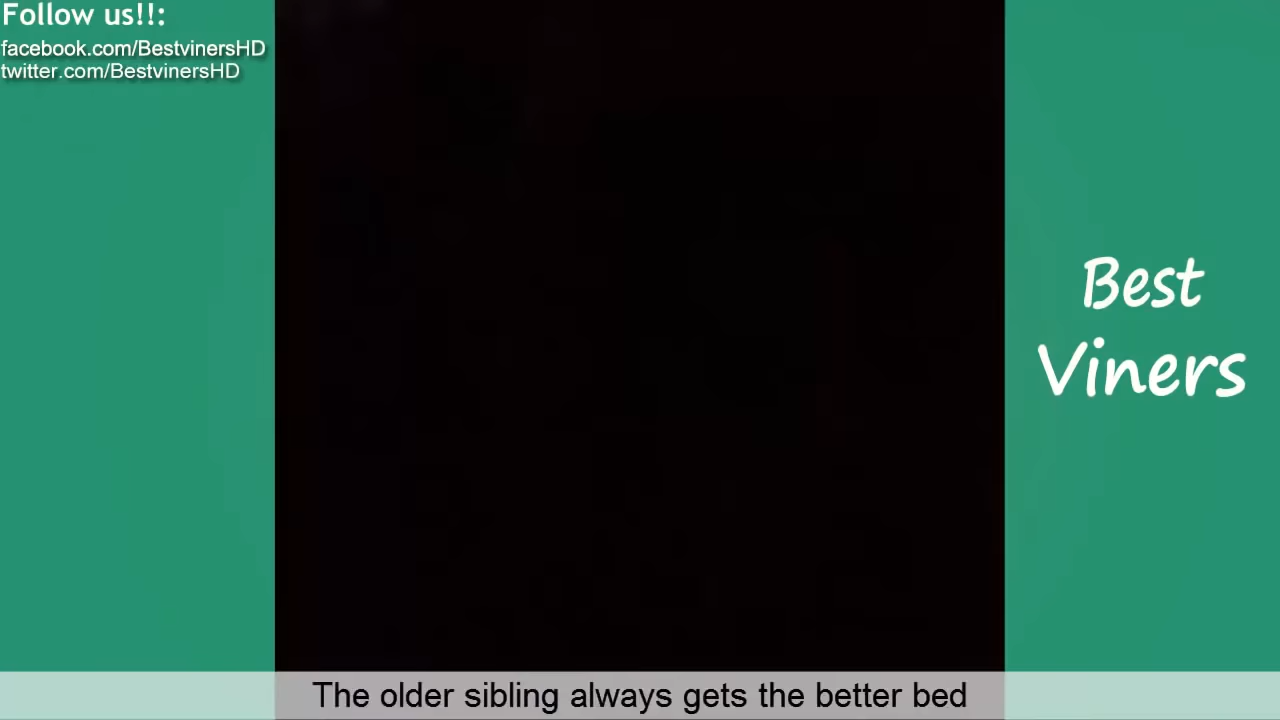 Follow us!!:
facebook.com/BestvinersHD
twitter.com/BestvinersHD
Best
Viners
The older sibling always gets the better bed